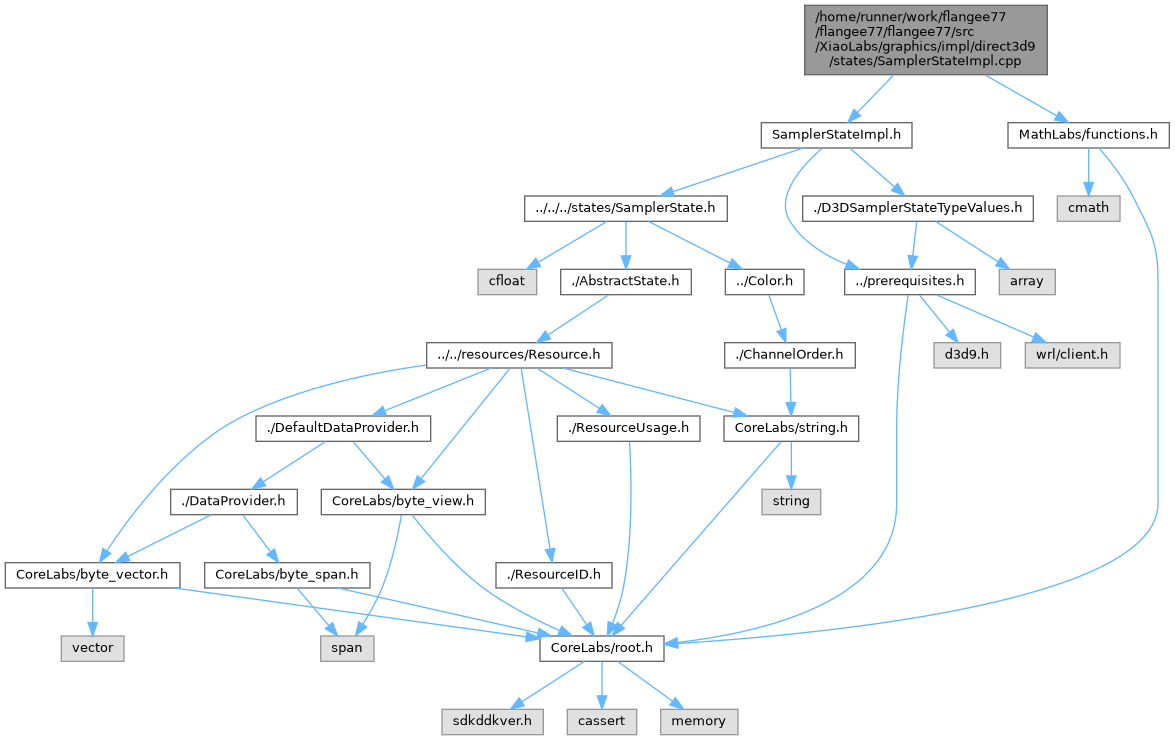 /home/runner/work/flangee77
/flangee77/flangee77/src
/XiaoLabs/graphics/impl/direct3d9
/states/SamplerStateImpl.cpp
SamplerStateImpl.h
MathLabs/functions.h
../../../states/SamplerState.h
./D3DSamplerStateTypeValues.h
cmath
cfloat
./AbstractState.h
../Color.h
../prerequisites.h
array
../../resources/Resource.h
./ChannelOrder.h
d3d9.h
wrl/client.h
./DefaultDataProvider.h
./ResourceUsage.h
CoreLabs/string.h
./DataProvider.h
CoreLabs/byte_view.h
string
CoreLabs/byte_vector.h
CoreLabs/byte_span.h
./ResourceID.h
vector
span
CoreLabs/root.h
sdkddkver.h
cassert
memory